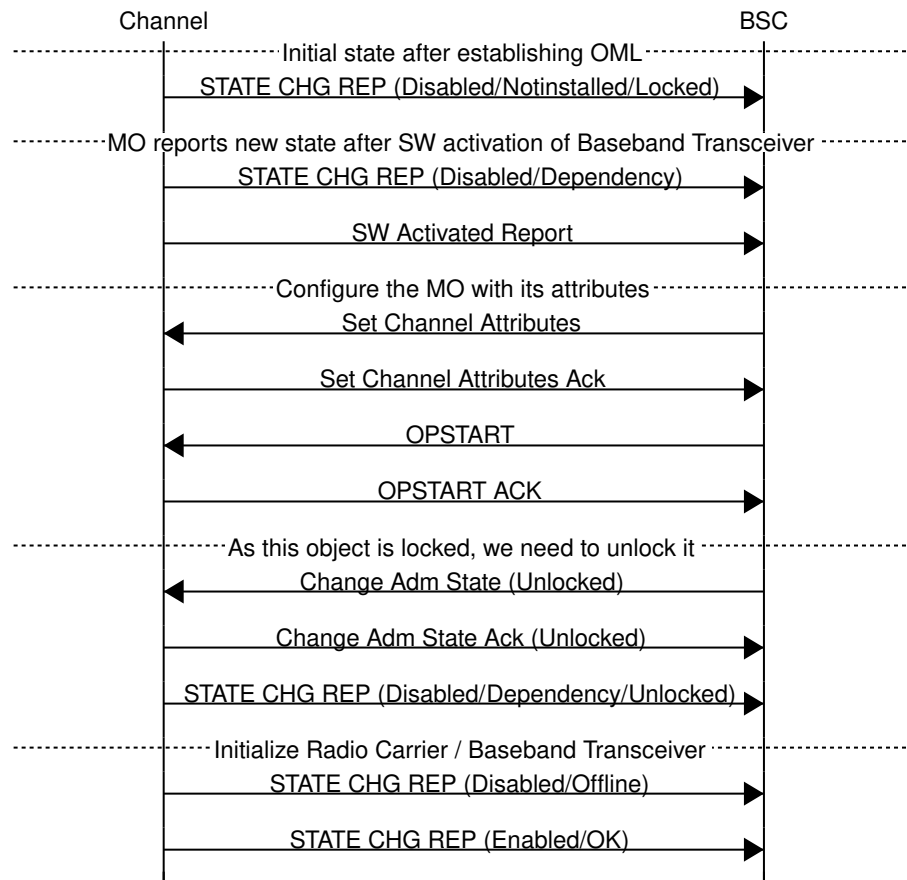 Channel BSC
Initial state after establishing OML
STATE CHG REP (Disabled/Notinstalled/Locked)
MO reports new state after SW activation of Baseband Transceiver
STATE CHG REP (Disabled/Dependency)
SW Activated Report
Configure the MO with its attributes
Set Channel Attributes
Set Channel Attributes Ack
OPSTART
OPSTART ACK
As this object is locked, we need to unlock it
Change Adm State (Unlocked)
Change Adm State Ack (Unlocked)
STATE CHG REP (Disabled/Dependency/Unlocked)
Initialize Radio Carrier / Baseband Transceiver
STATE CHG REP (Disabled/Offline)
STATE CHG REP (Enabled/OK)